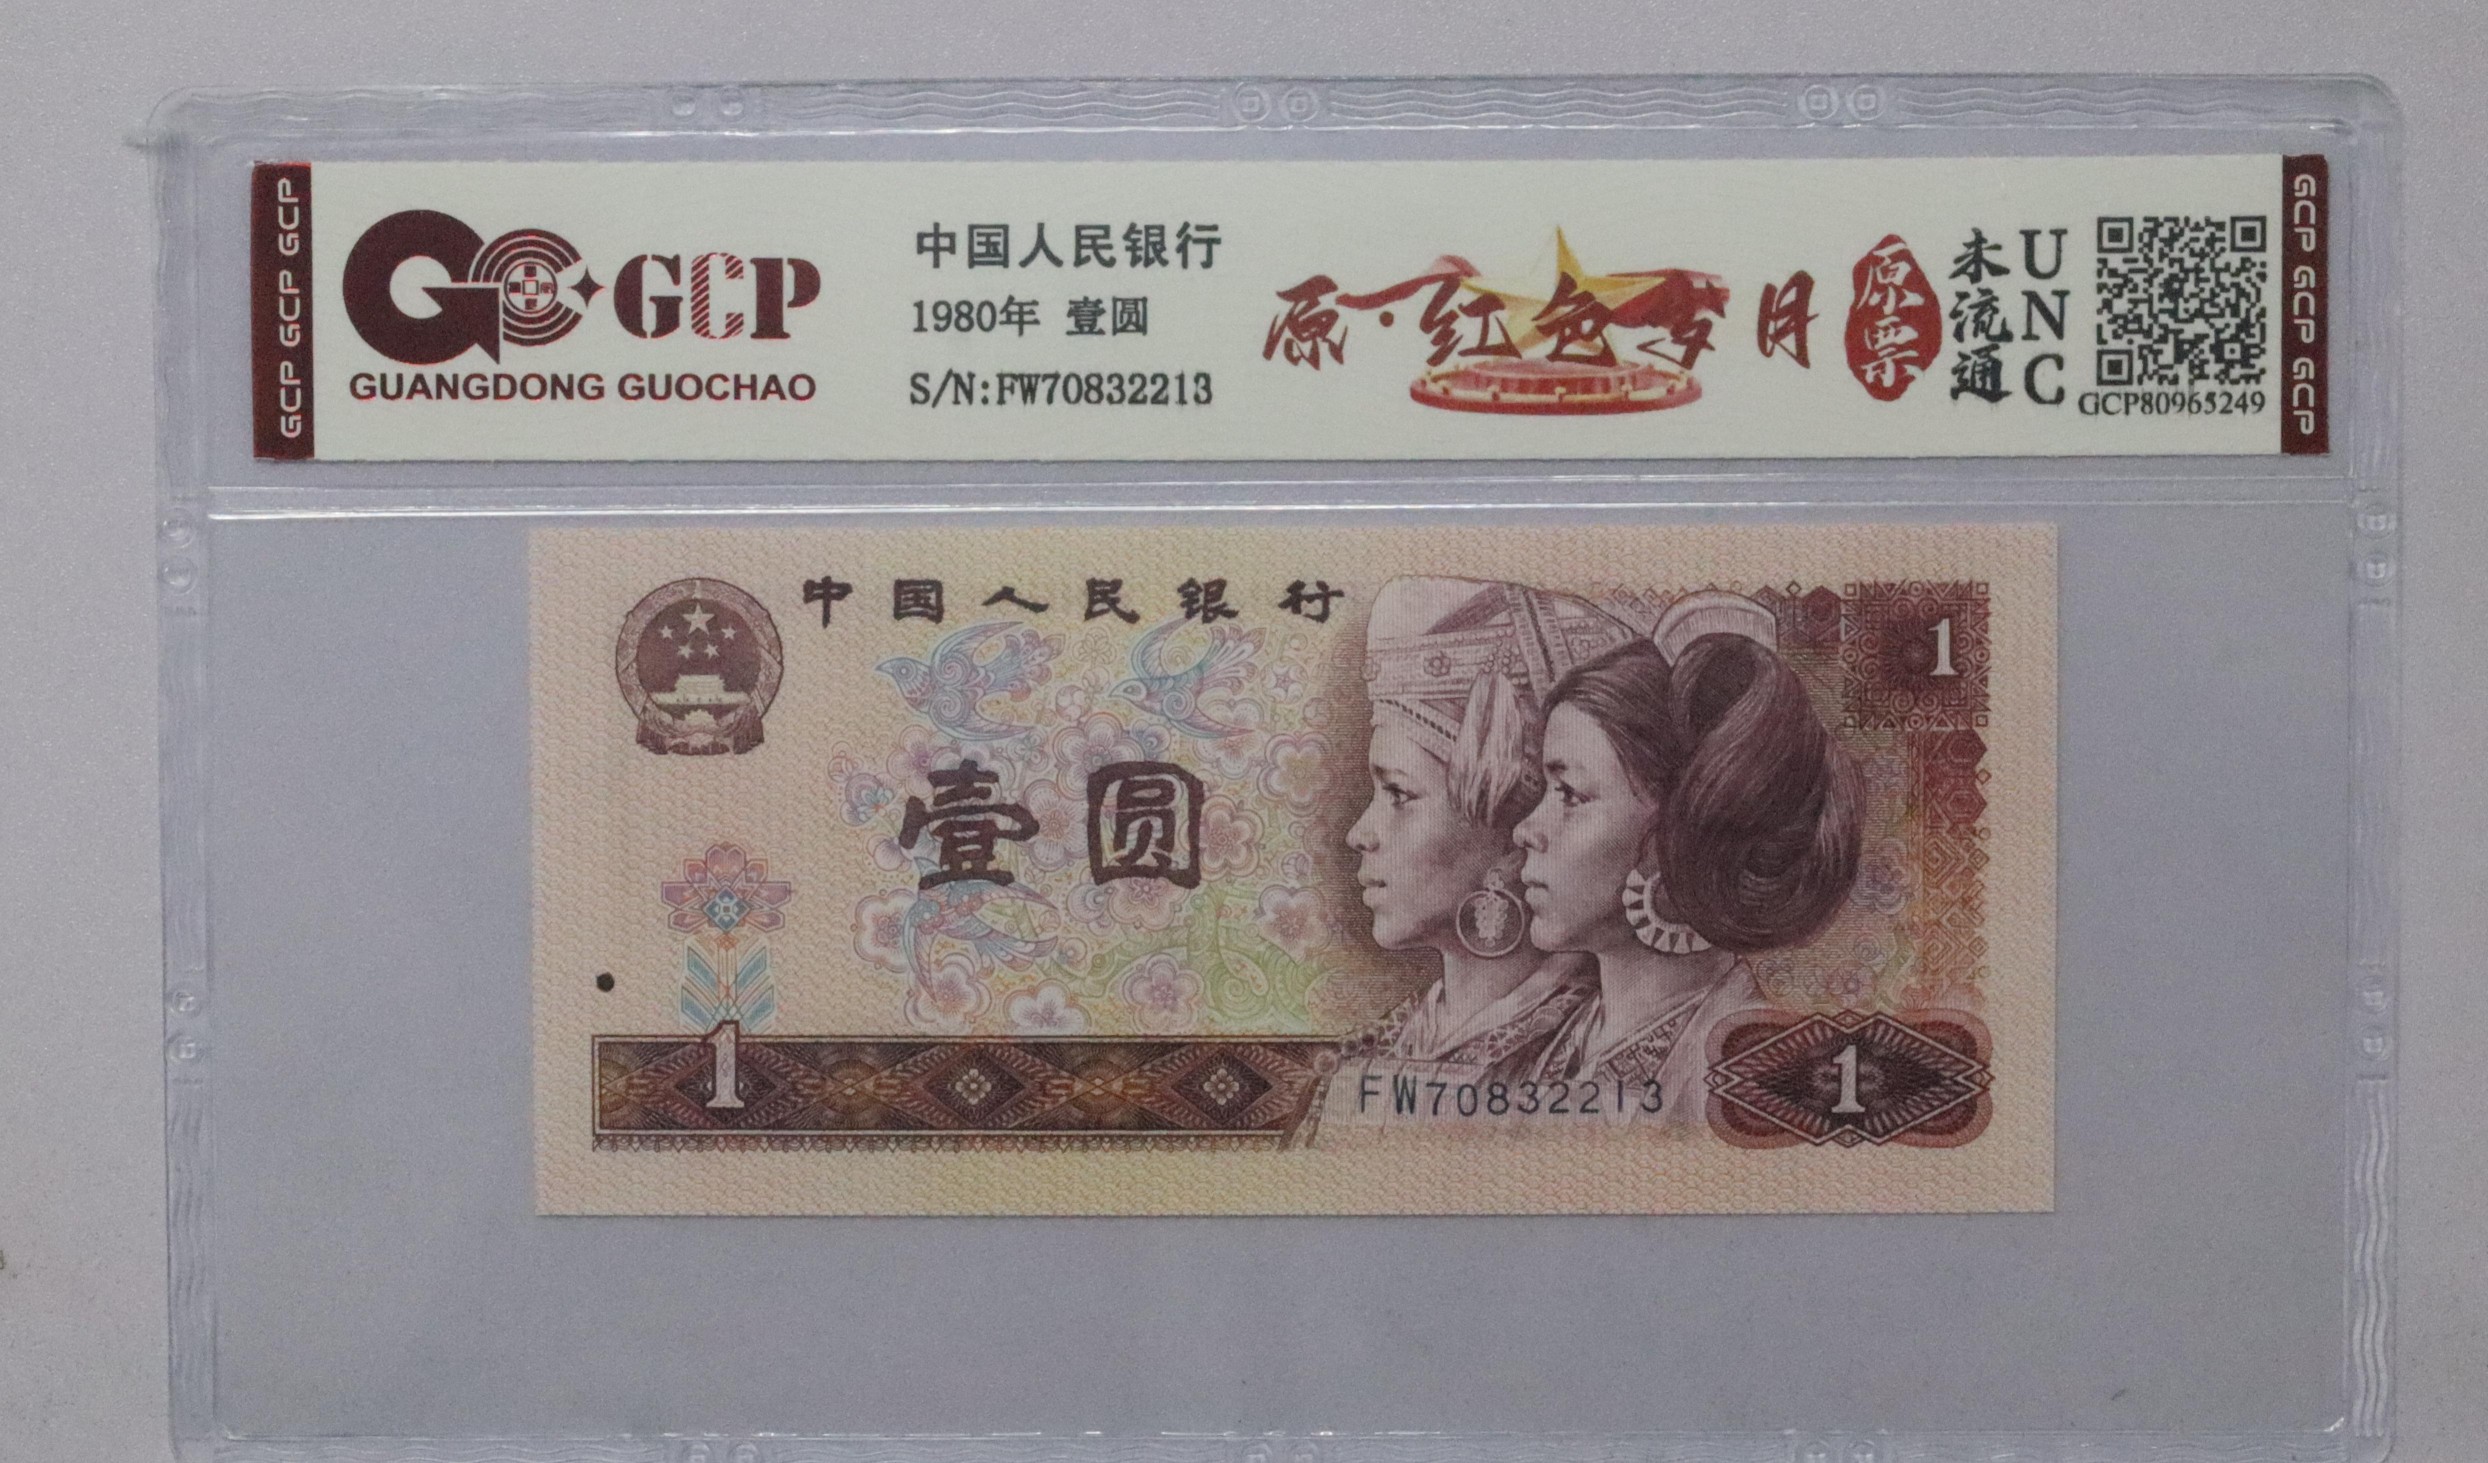 GCP GCP GCP
GCP
GUANGDONG GUOCHAO
中国人民银行
1980年 壹圆
S/N:FW70832213
原·红色岁月
原票
未流通
UNC
GCP80965249
GCP GCP GCP
中国人民银行
1
壹圆
1
FW70832213
1